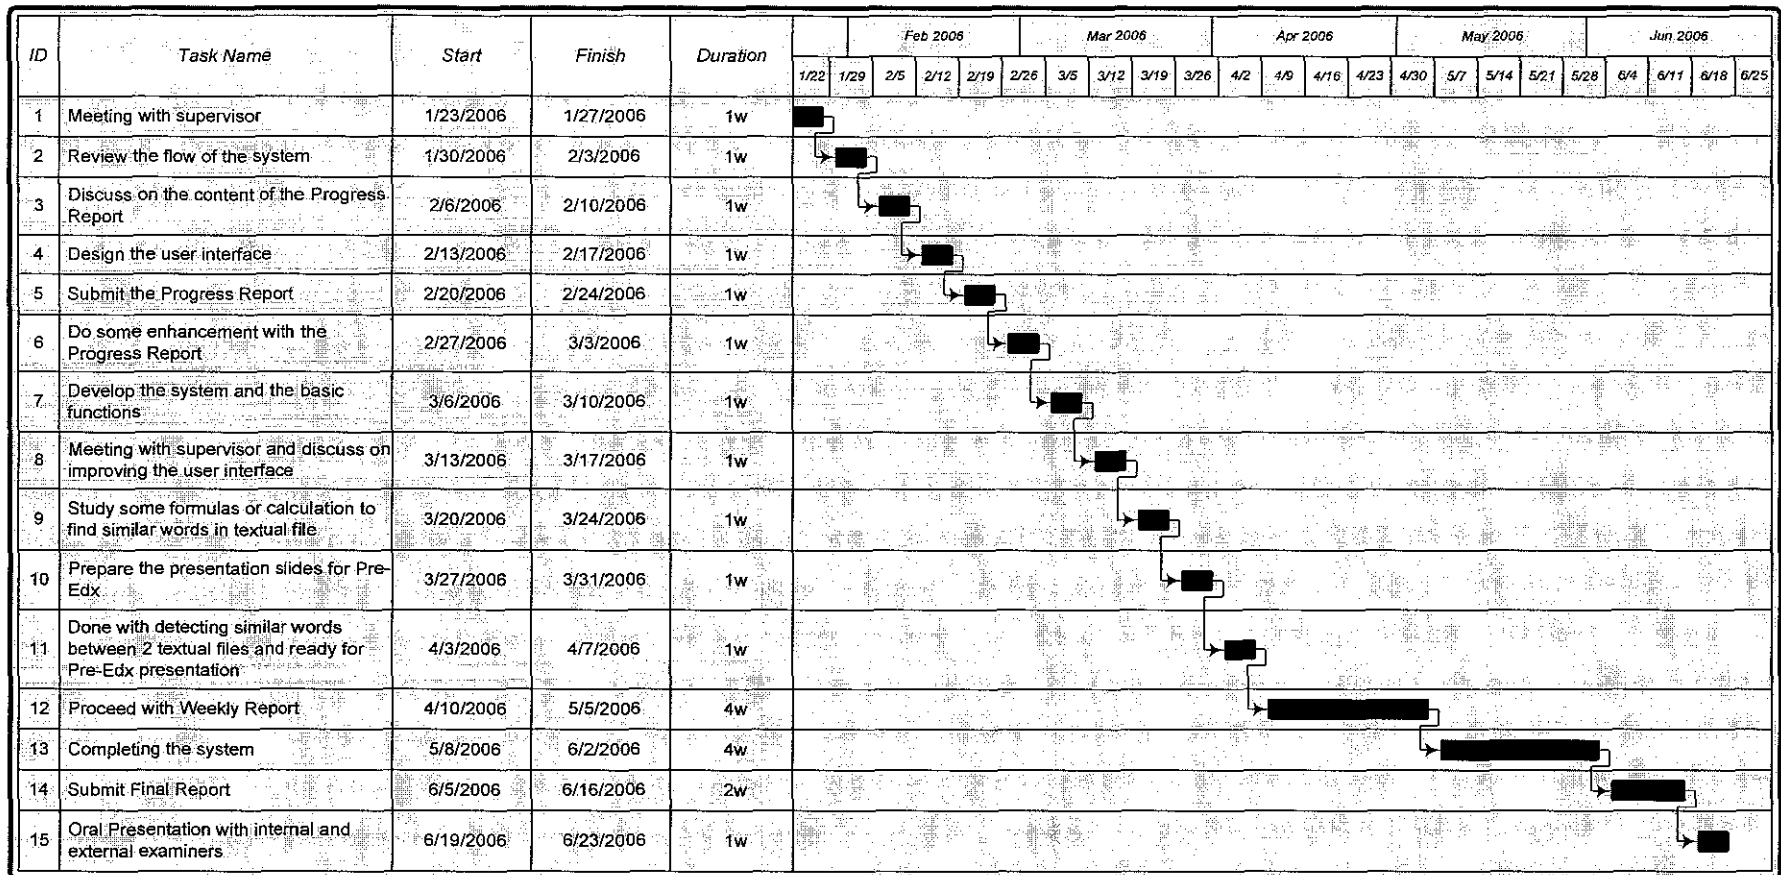 ID Task Name Start Finish Duration Feb 2006 Mar 2006 Apr 2006 May 2006 Jun 2006
1/22 1/29 2/5 2/12 2/19 2/26 3/5 3/12 3/19 3/26 4/2 4/9 4/16 4/23 4/30 5/7 5/14 5/21 5/28 6/4 6/11 6/18 6/25
1 Meeting with supervisor 1/23/2006 1/27/2006 1w
2 Review the flow of the system 1/30/2006 2/3/2006 1w
3 Discuss on the content of the Progress
Report 2/6/2006 2/10/2006 1w
4 Design the user interface 2/13/2006 2/17/2006 1w
5 Submit the Progress Report 2/20/2006 2/24/2006 1w
6 Do some enhancement with the
Progress Report 2/27/2006 3/3/2006 1w
7 Develop the system and the basic
functions 3/6/2006 3/10/2006 1w
8 Meeting with supervisor and discuss on
improving the user interface 3/13/2006 3/17/2006 1w
9 Study some formulas or calculation to
find similar words in textual file 3/20/2006 3/24/2006 1w
10 Prepare the presentation slides for Pre-
Edx 3/27/2006 3/31/2006 1w
11 Done with detecting similar words
between 2 textual files and ready for
Pre-Edx presentation 4/3/2006 4/7/2006 1w
12 Proceed with Weekly Report 4/10/2006 5/5/2006 4w
13 Completing the system 5/8/2006 6/2/2006 4w
14 Submit Final Report 6/5/2006 6/16/2006 2w
15 Oral Presentation with internal and
external examiners 6/19/2006 6/23/2006 1w